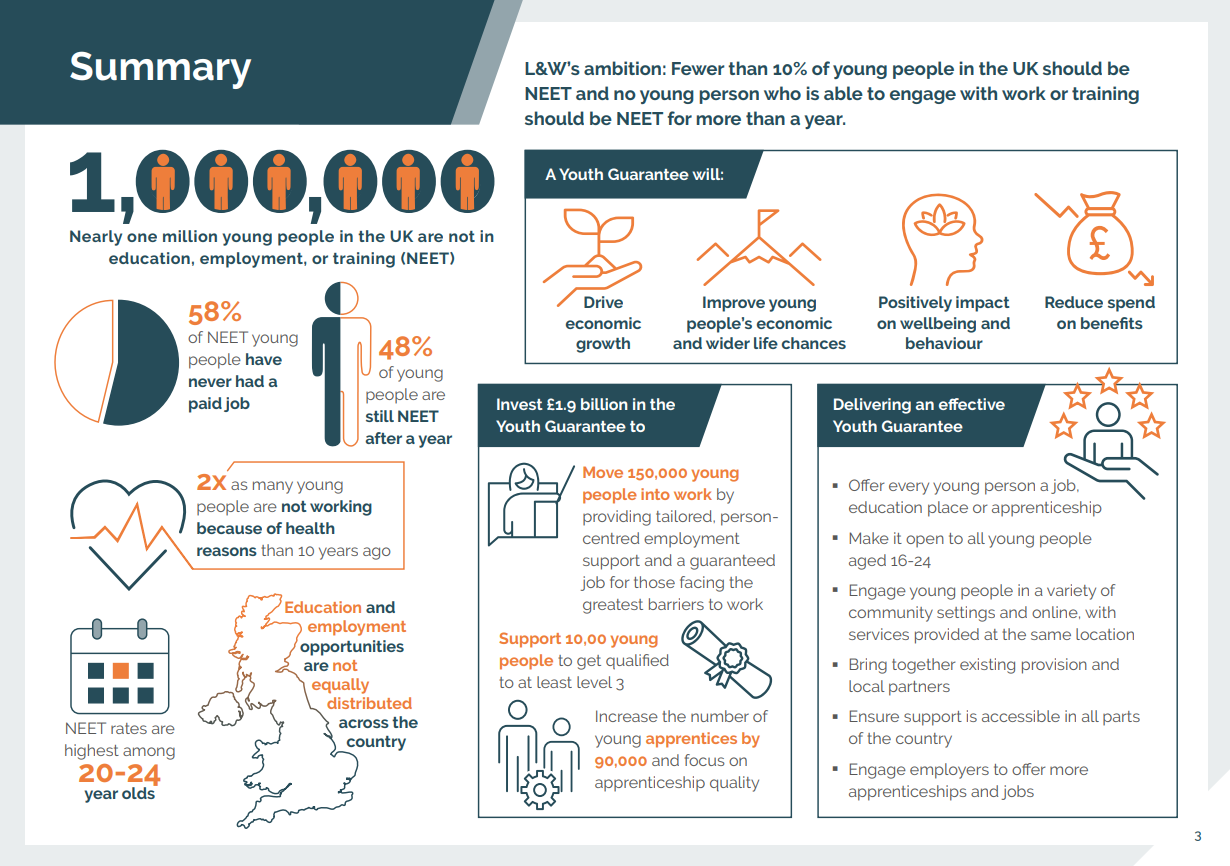 Summary
L&W's ambition: Fewer than 10% of young people in the UK should be
NEET and no young person who is able to engage with work or training
should be NEET for more than a year.
1,000,000
Nearly one million young people in the UK are not in
education, employment, or training (NEET)
58%
of NEET young
people have
never had a
paid job
48%
of young
people are
still NEET
after a year
2x as many young
people are not working
because of health
reasons than 10 years ago
NEET rates are
highest among
20-24
year olds
Education and
employment
opportunities
are not
equally
distributed
across the
country
A Youth Guarantee will:
Drive
economic
growth
Improve young
people's economic
and wider life chances
Positively impact
on wellbeing and
behaviour
£
Reduce spend
on benefits
Invest £1.9 billion in the
Youth Guarantee to
Move 150,000 young
people into work by
providing tailored, person-
centred employment
support and a guaranteed
job for those facing the
greatest barriers to work
Support 10,00 young
people to get qualified
to at least level 3
Increase the number of
young apprentices by
90,000 and focus on
apprenticeship quality
Delivering an effective
Youth Guarantee
▪ Offer every young person a job,
education place or apprenticeship
▪ Make it open to all young people
aged 16-24
▪ Engage young people in a variety of
community settings and online, with
services provided at the same location
▪ Bring together existing provision and
local partners
▪ Ensure support is accessible in all parts
of the country
▪ Engage employers to offer more
apprenticeships and jobs
3